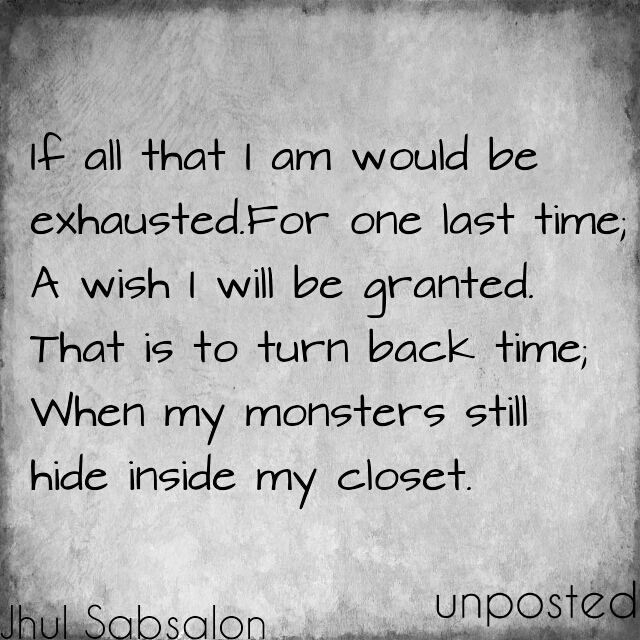 If all that I am would be
exhausted.For one last time;
A wish I will be granted.
That is to turn back time;
When my monsters still
hide inside my closet.
unposted
Jhul Sabsalon